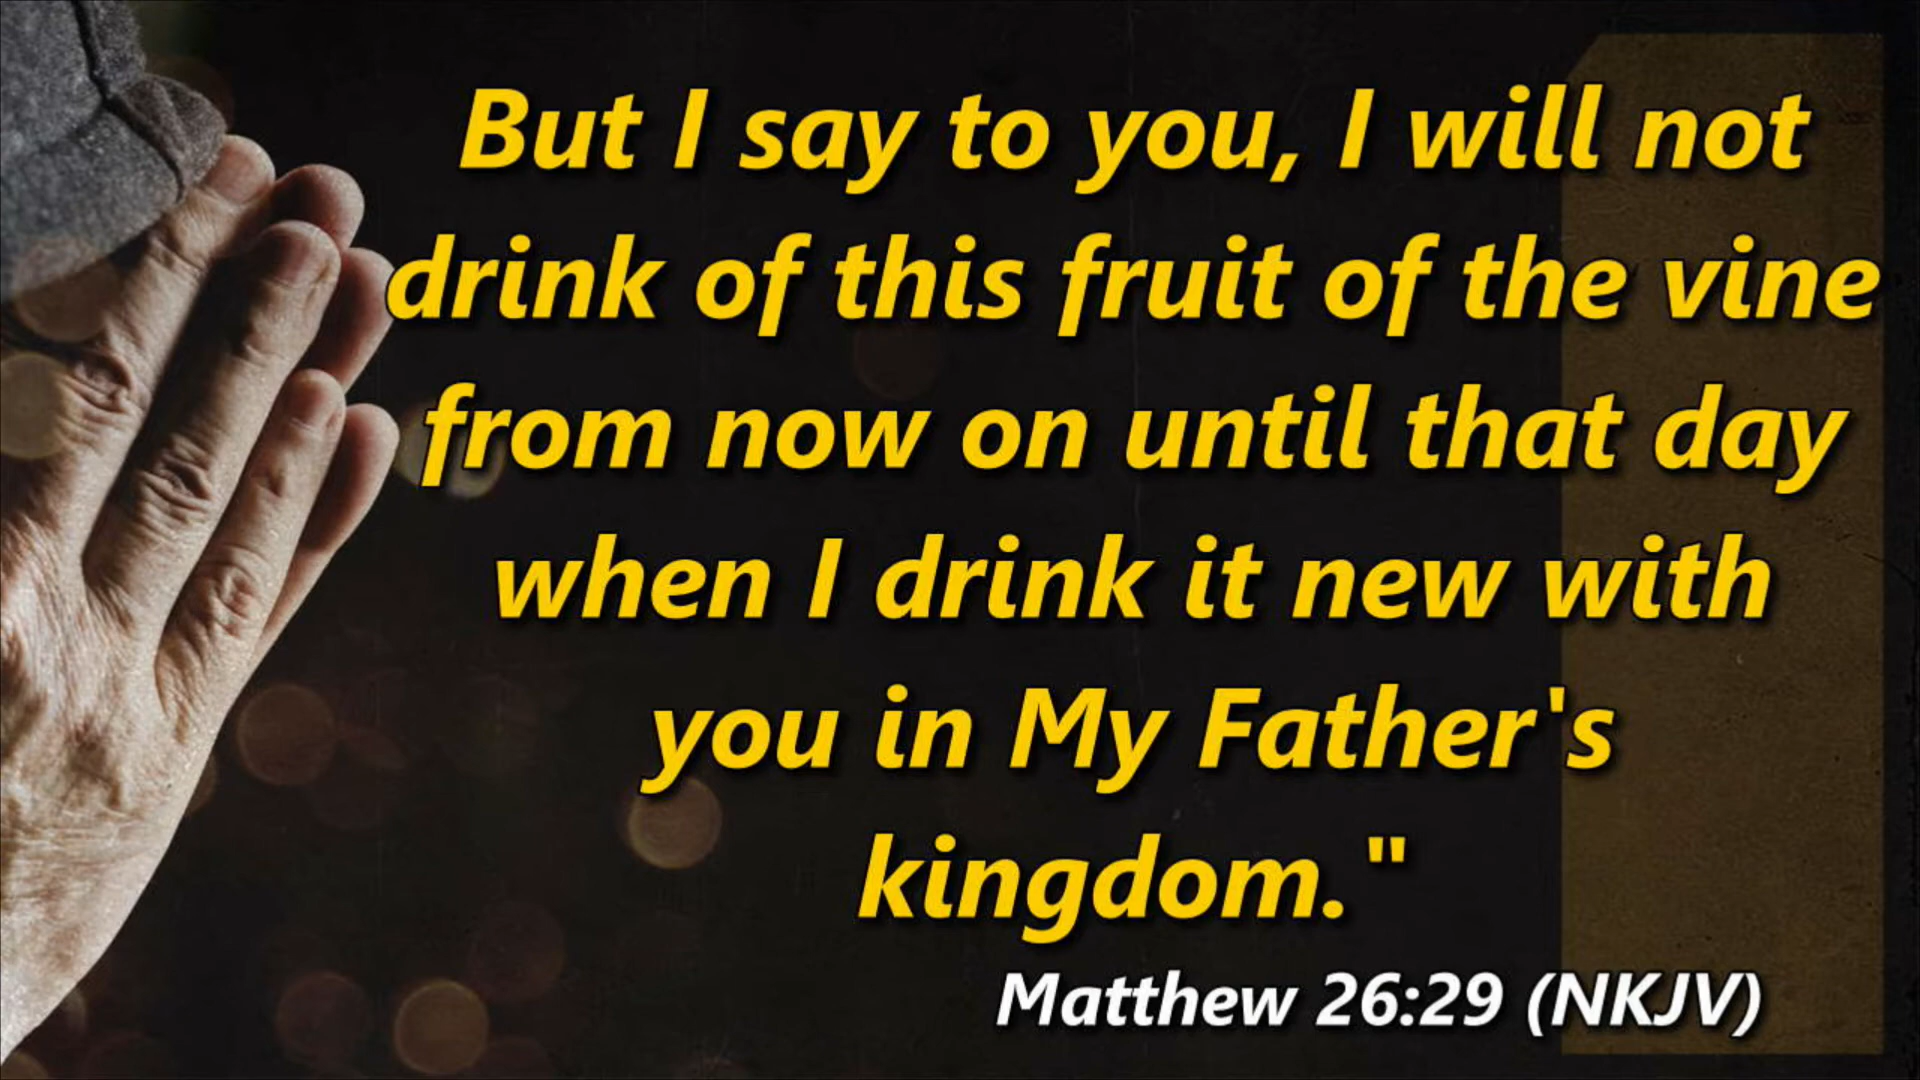 But I say to you, I will not
drink of this fruit of the vine
from now on until that day
when I drink it new with
you in My Father's
kingdom."
Matthew 26:29 (NKJV)